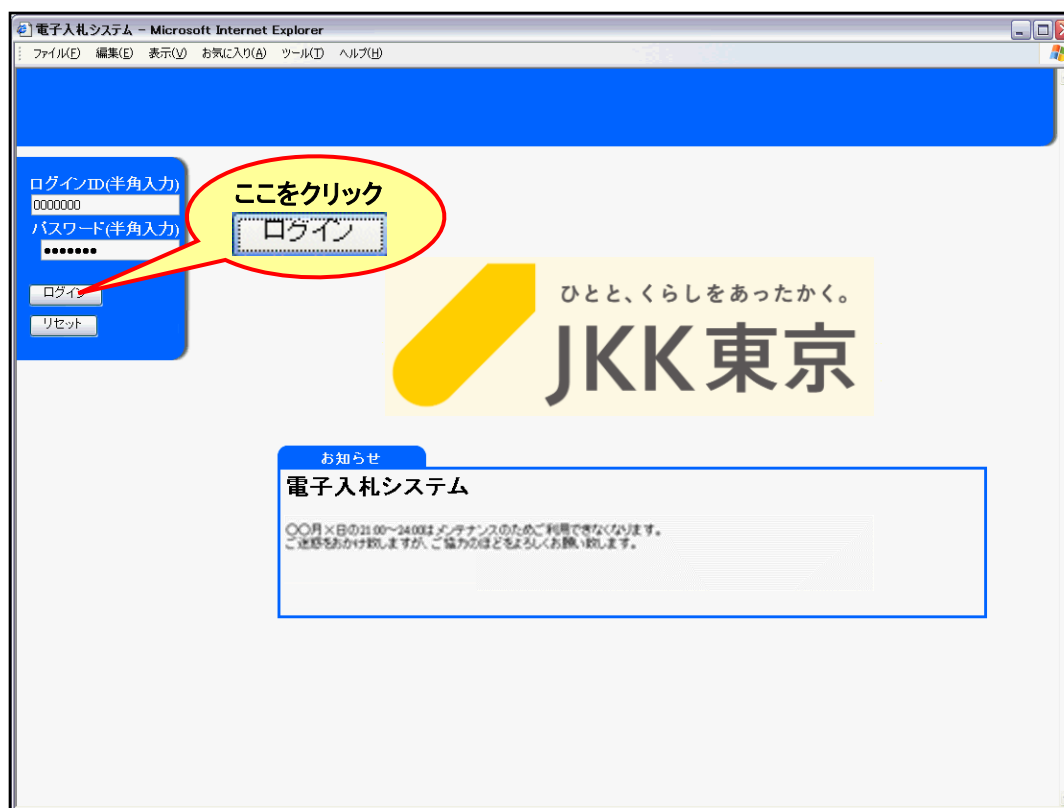 電子入札システム - Microsoft Internet Explorer
ファイル(F) 編集(E) 表示(V) お気に入り(A) ツール(T) ヘルプ(H)
ログインID(半角入力)
0000000
パスワード(半角入力)
●●●●●●●
ログイン
リセット
ここをクリック
ログイン
ひとと、くらしをあったかく。
JKK東京
お知らせ
電子入札システム
〇〇月×日の21:00～24:00はメンテナンスのためご利用できなくなります。
ご迷惑をおかけ致しますが、ご協力のほどをよろしくお願い致します。